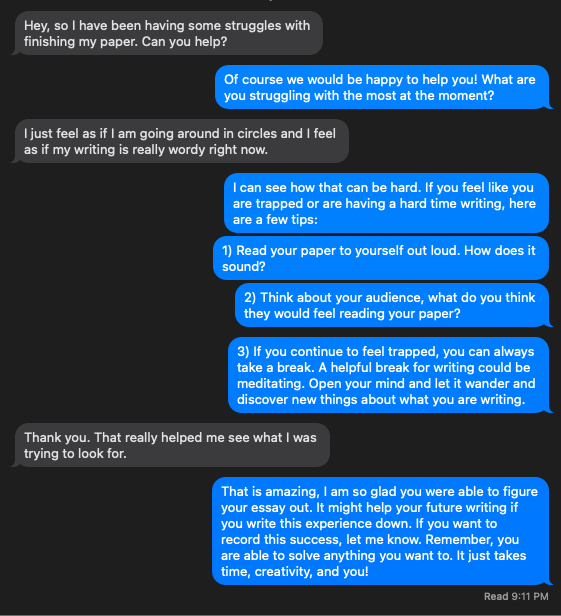 Hey, so I have been having some struggles with
finishing my paper. Can you help?
Of course we would be happy to help you! What are
you struggling with the most at the moment?
I just feel as if I am going around in circles and I feel
as if my writing is really wordy right now.
I can see how that can be hard. If you feel like you
are trapped or are having a hard time writing, here
are a few tips:
1) Read your paper to yourself out loud. How does it
sound?
2) Think about your audience, what do you think
they would feel reading your paper?
3) If you continue to feel trapped, you can always
take a break. A helpful break for writing could be
meditating. Open your mind and let it wander and
discover new things about what you are writing.
Thank you. That really helped me see what I was
trying to look for.
That is amazing, I am so glad you were able to figure
your essay out. It might help your future writing if
you write this experience down. If you want to
record this success, let me know. Remember, you
are able to solve anything you want to. It just takes
time, creativity, and you!
Read 9:11 PM